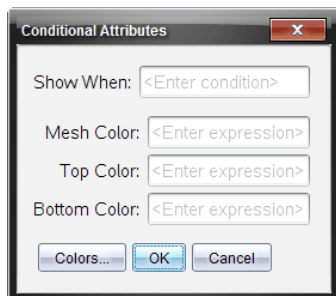 Conditional Attributes
Show When: <Enter condition>
Mesh Color: <Enter expression>
Top Color: <Enter expression>
Bottom Color: <Enter expression>
Colors... OK Cancel